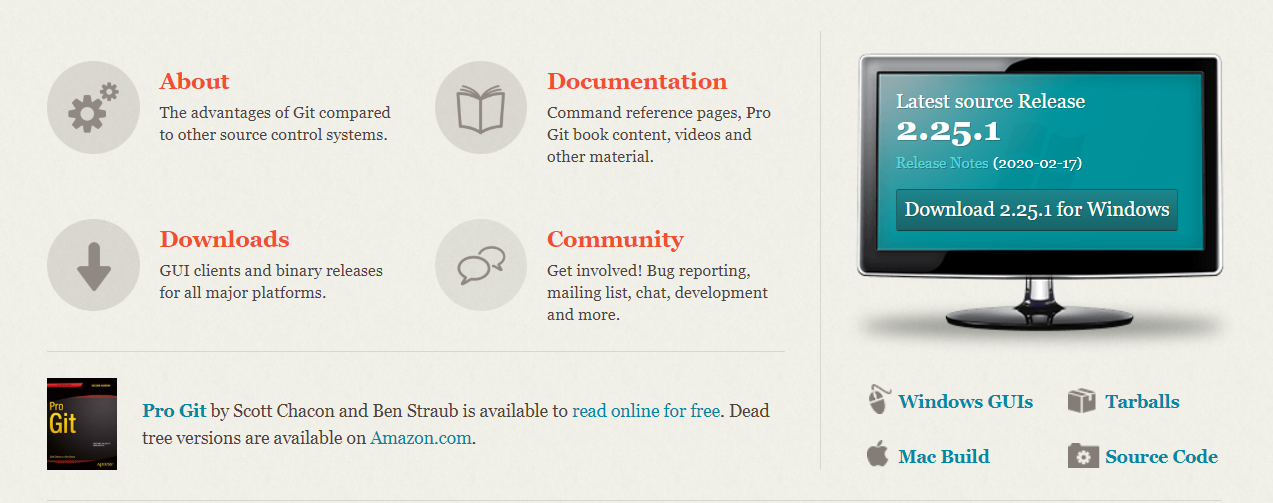 About
The advantages of Git compared
to other source control systems.
Documentation
Command reference pages, Pro
Git book content, videos and
other material.
Downloads
GUI clients and binary releases
for all major platforms.
Community
Get involved! Bug reporting,
mailing list, chat, development
and more.
Pro
Git
Pro Git by Scott Chacon and Ben Straub is available to read online for free. Dead
tree versions are available on Amazon.com.
Latest source Release
2.25.1
Release Notes (2020-02-17)
Download 2.25.1 for Windows
Windows GUIs
Tarballs
Mac Build
Source Code